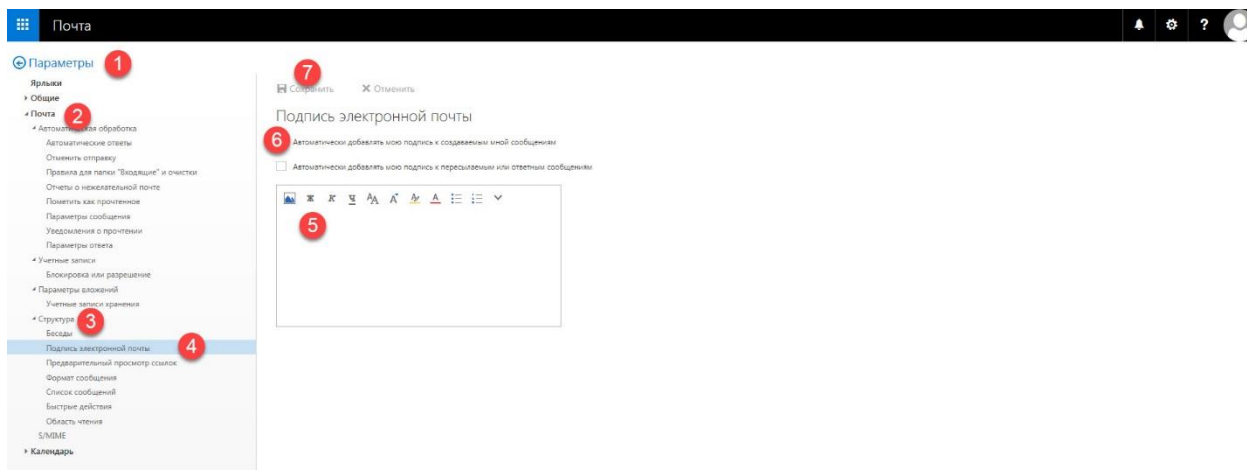 Почта
?
Параметры 1
Ярлыки
Общие
Почта 2
Автоматическая обработка
Автоматические ответы
Отменить отправку
Правила для папки "Входящие" и очистки
Отчеты о нежелательной почте
Пометить как прочтенное
Параметры сообщения
Уведомления о прочтении
Параметры ответа
Учетные записи
Блокировка или разрешение
Параметры вложений
Учетные записи хранения
Структура 3
Беседы
Подпись электронной почты 4
Предварительный просмотр ссылок
Формат сообщения
Список сообщений
Быстрые действия
Область чтения
S/MIME
Календарь
7
Сохранить Отменить
Подпись электронной почты
6 Автоматически добавлять мою подпись к создаваемым мной сообщениям
Автоматически добавлять мою подпись к пересылаемым или ответным сообщениям
Ж К Ч AA A A A
5